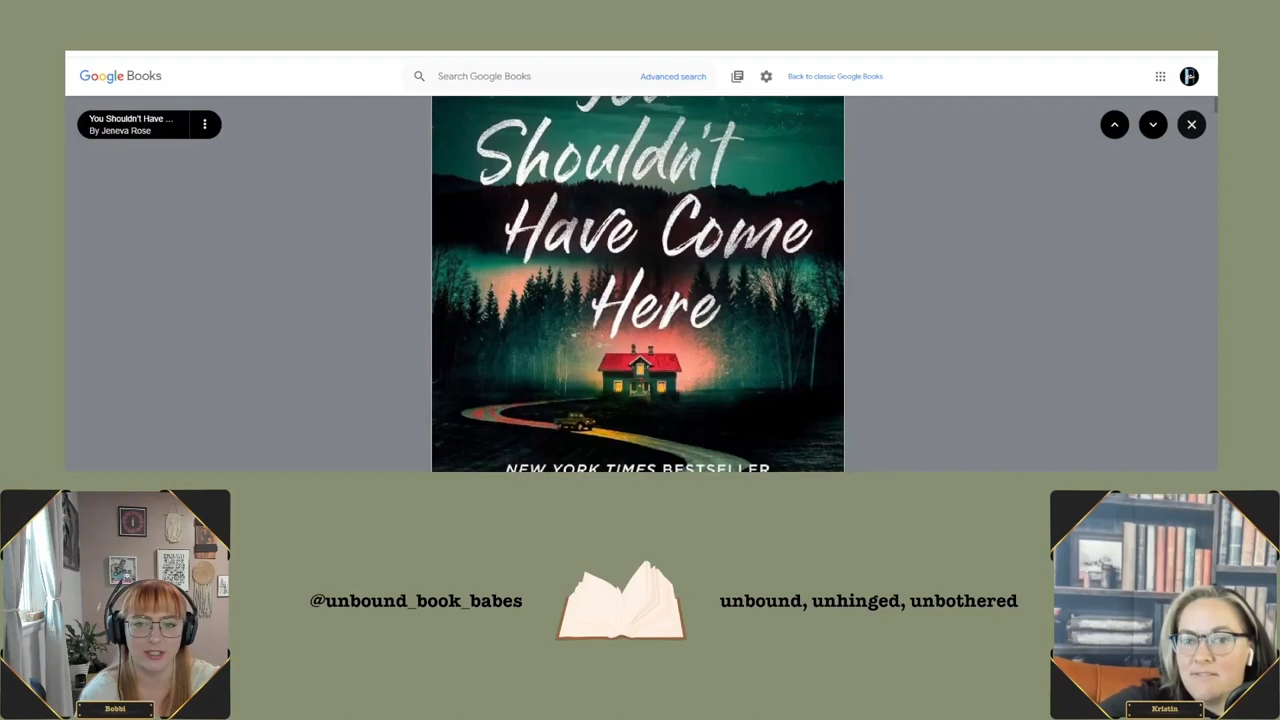 Google Books
Search Google Books
Advanced search
Back to classic Google Books
You Shouldn't Have ...
By Jeneva Rose
Shouldn't
Have Come
Here
NEW YORK TIMES BESTSELLER
@unbound_book_babes
unbound, unhinged, unbothered
Bobbi
Kristin